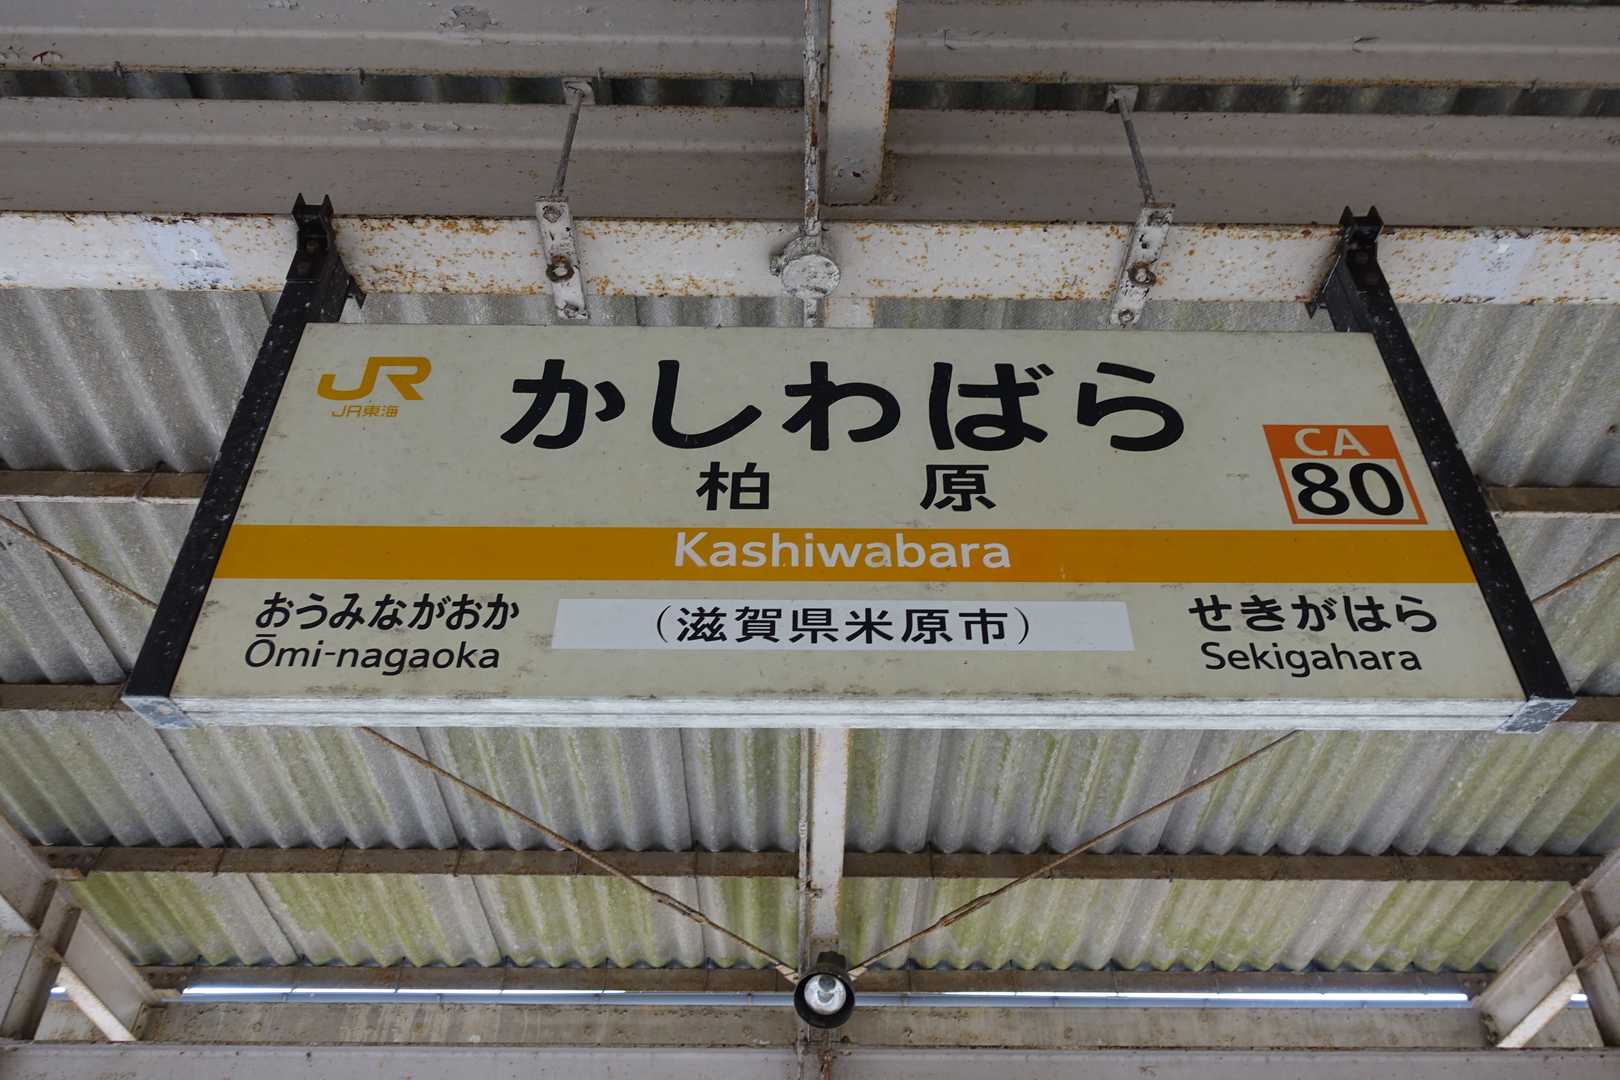 JR
JR東海
かしわばら
柏原
CA
80
Kashiwabara
おうみながおか
Ōmi-nagaoka
（滋賀県米原市）
せきがはら
Sekigahara